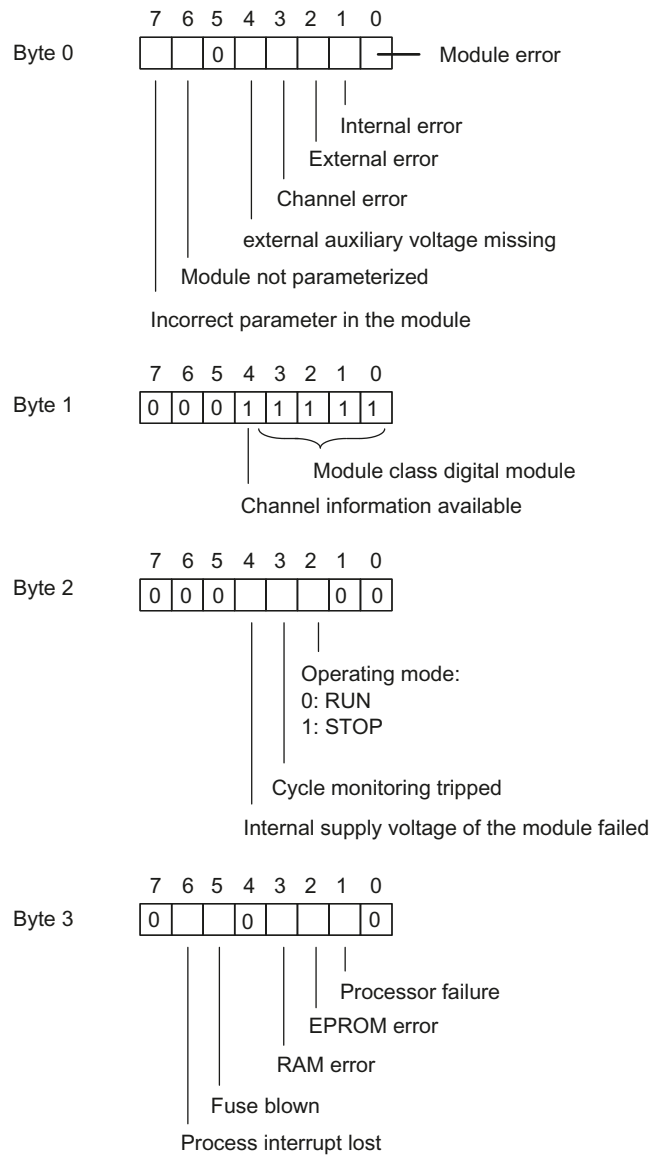 7 6 5 4 3 2 1 0
Byte 0 0 Module error
Internal error
External error
Channel error
external auxiliary voltage missing
Module not parameterized
Incorrect parameter in the module
7 6 5 4 3 2 1 0
Byte 1 0 0 0 1 1 1 1 1
Module class digital module
Channel information available
7 6 5 4 3 2 1 0
Byte 2 0 0 0 0 0
Operating mode:
0: RUN
1: STOP
Cycle monitoring tripped
Internal supply voltage of the module failed
7 6 5 4 3 2 1 0
Byte 3 0 0 0
Processor failure
EPROM error
RAM error
Fuse blown
Process interrupt lost